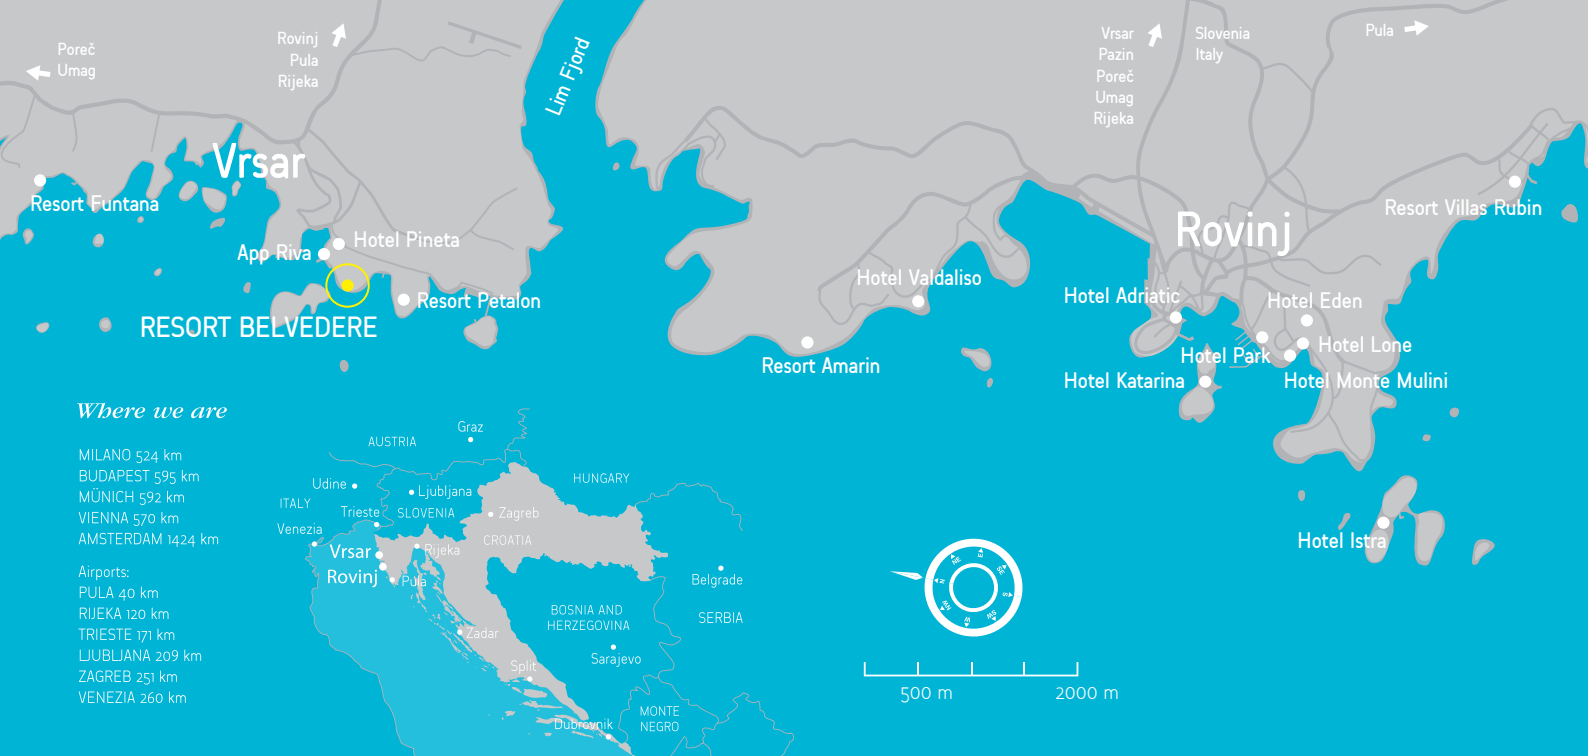 Poreč
Umag
Rovinj
Pula
Rijeka
Lim Fjord
Vrsar
Pazin
Poreč
Umag
Rijeka
Slovenia
Italy
Pula
Vrsar
Resort Funtana
App Riva
Hotel Pineta
Resort Petalon
RESORT BELVEDERE
Rovinj
Resort Villas Rubin
Hotel Valdaliso
Hotel Adriatic
Hotel Eden
Resort Amarin
Hotel Park
Hotel Lone
Hotel Katarina
Hotel Monte Mulini
Hotel Istra
Where we are
MILANO 524 km
BUDAPEST 595 km
MÜNICH 592 km
VIENNA 570 km
AMSTERDAM 1424 km
Airports:
PULA 40 km
RIJEKA 120 km
TRIESTE 171 km
LJUBLJANA 209 km
ZAGREB 251 km
VENEZIA 260 km
Graz
AUSTRIA
HUNGARY
Udine
Ljubljana
ITALY
Trieste
SLOVENIA
Zagreb
Venezia
CROATIA
Vrsar
Rijeka
Rovinj
Pula
Belgrade
BOSNIA AND
HERZEGOVINA
SERBIA
Zadar
Sarajevo
Split
MONTE
NEGRO
Dubrovnik
N
NE
E
SE
S
SW
W
NW
500 m
2000 m